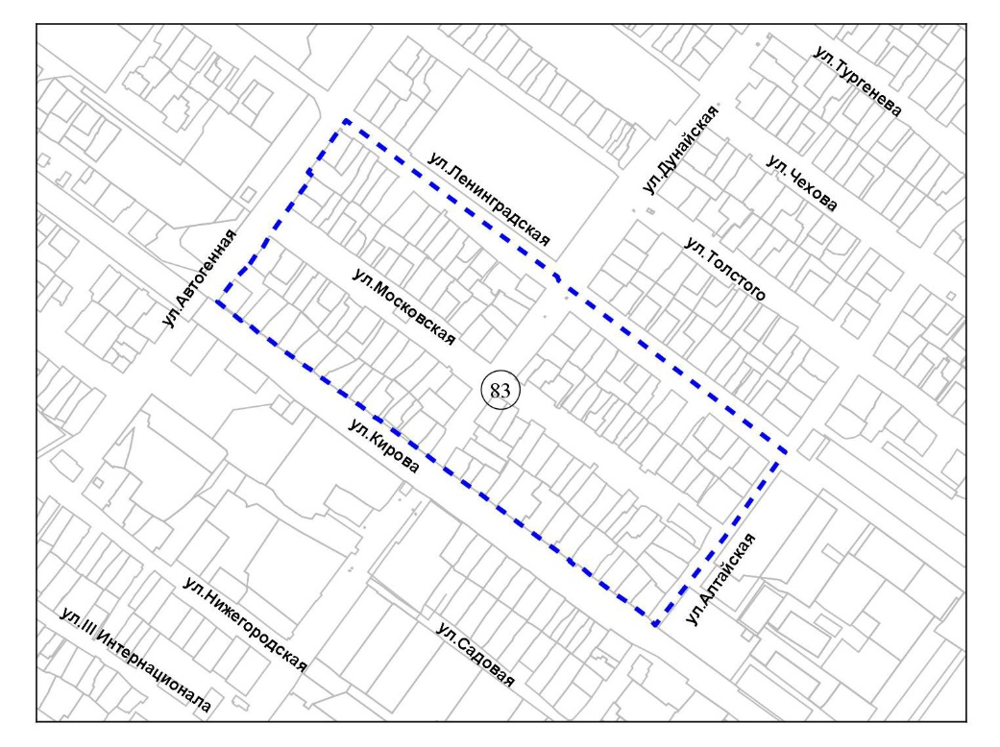 ул.Тургенева
ул.Дунайская
ул.Ленинградская
ул.Чехова
ул.Толстого
ул.Автогенная
ул.Московская
83
ул.Кирова
ул.Алтайская
ул.Нижегородская
ул.III Интернационала
ул.Садовая